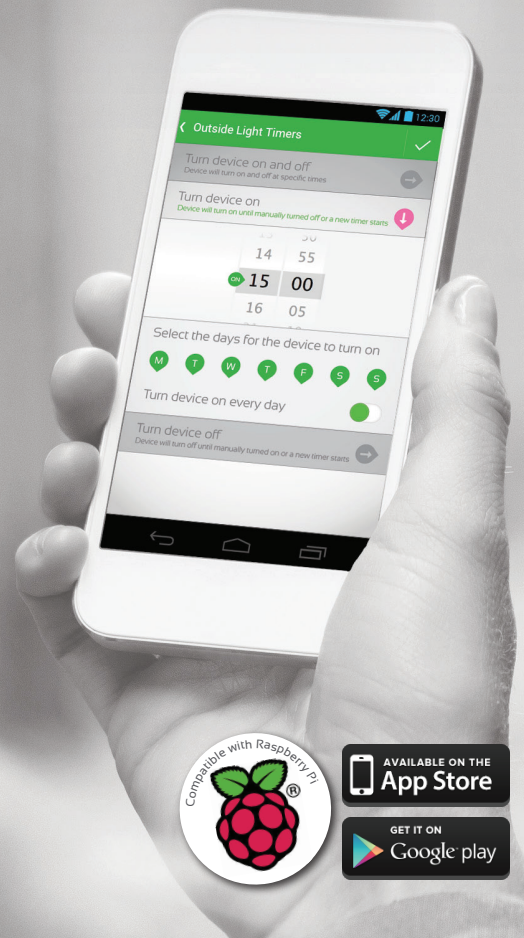 12:30
Outside Light Timers
Turn device on and off
Device will turn on and off at specific times
Turn device on
Device will turn on until manually turned off or a new timer starts
14 55
ON 15 00
16 05
Select the days for the device to turn on
M T W T F S S
Turn device on every day
Turn device off
Device will turn off until manually turned on or a new timer starts
Compatible with Raspberry Pi
®
AVAILABLE ON THE
App Store
GET IT ON
Google play